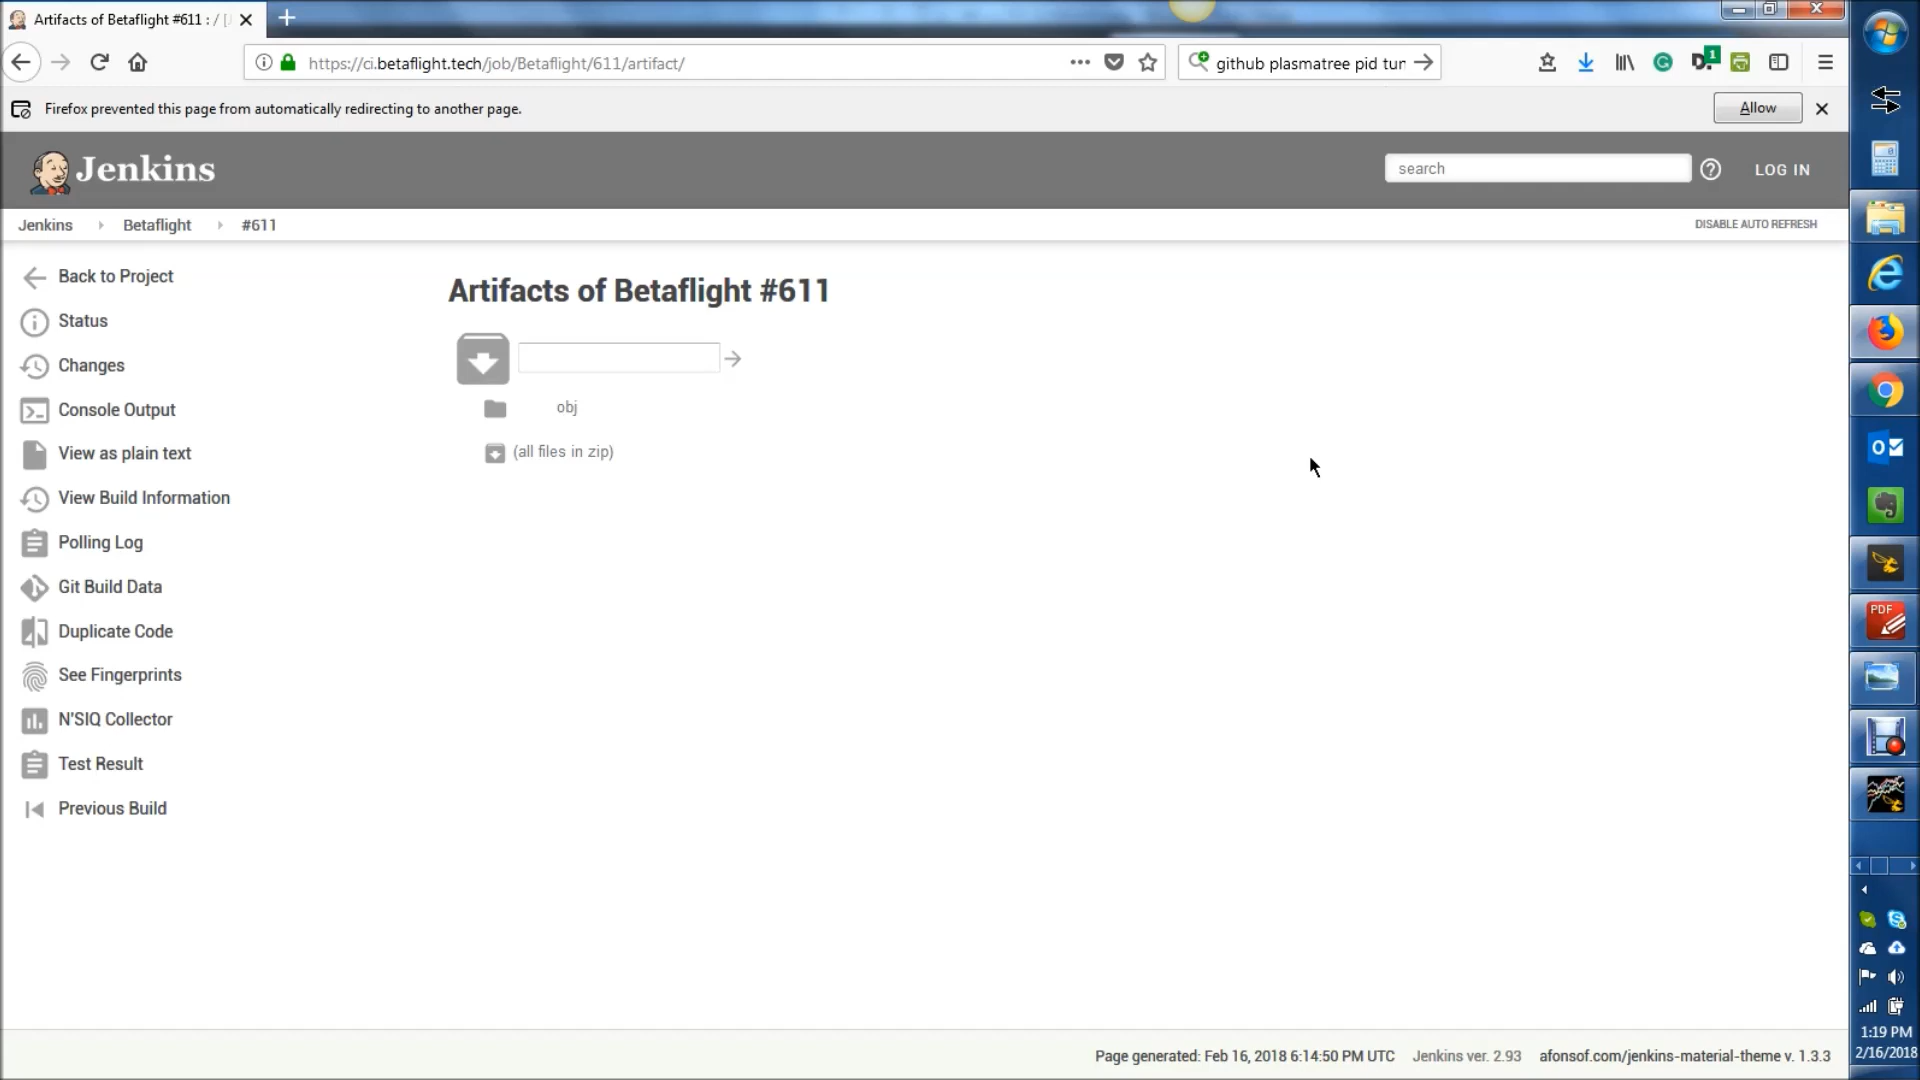 Artifacts of Betaflight #611 : / [
https://ci.betaflight.tech/job/Betaflight/611/artifact/
github plasmatree pid tur
1
Firefox prevented this page from automatically redirecting to another page.
Allow
Jenkins
search
LOG IN
Jenkins
Betaflight
#611
DISABLE AUTO REFRESH
Back to Project
Status
Changes
Console Output
View as plain text
View Build Information
Polling Log
Git Build Data
Duplicate Code
See Fingerprints
N'SIQ Collector
Test Result
Previous Build
Artifacts of Betaflight #611
obj
(all files in zip)
Page generated: Feb 16, 2018 6:14:50 PM UTC
Jenkins ver. 2.93
afonsof.com/jenkins-material-theme v. 1.3.3
PDF
1:19 PM
2/16/2018